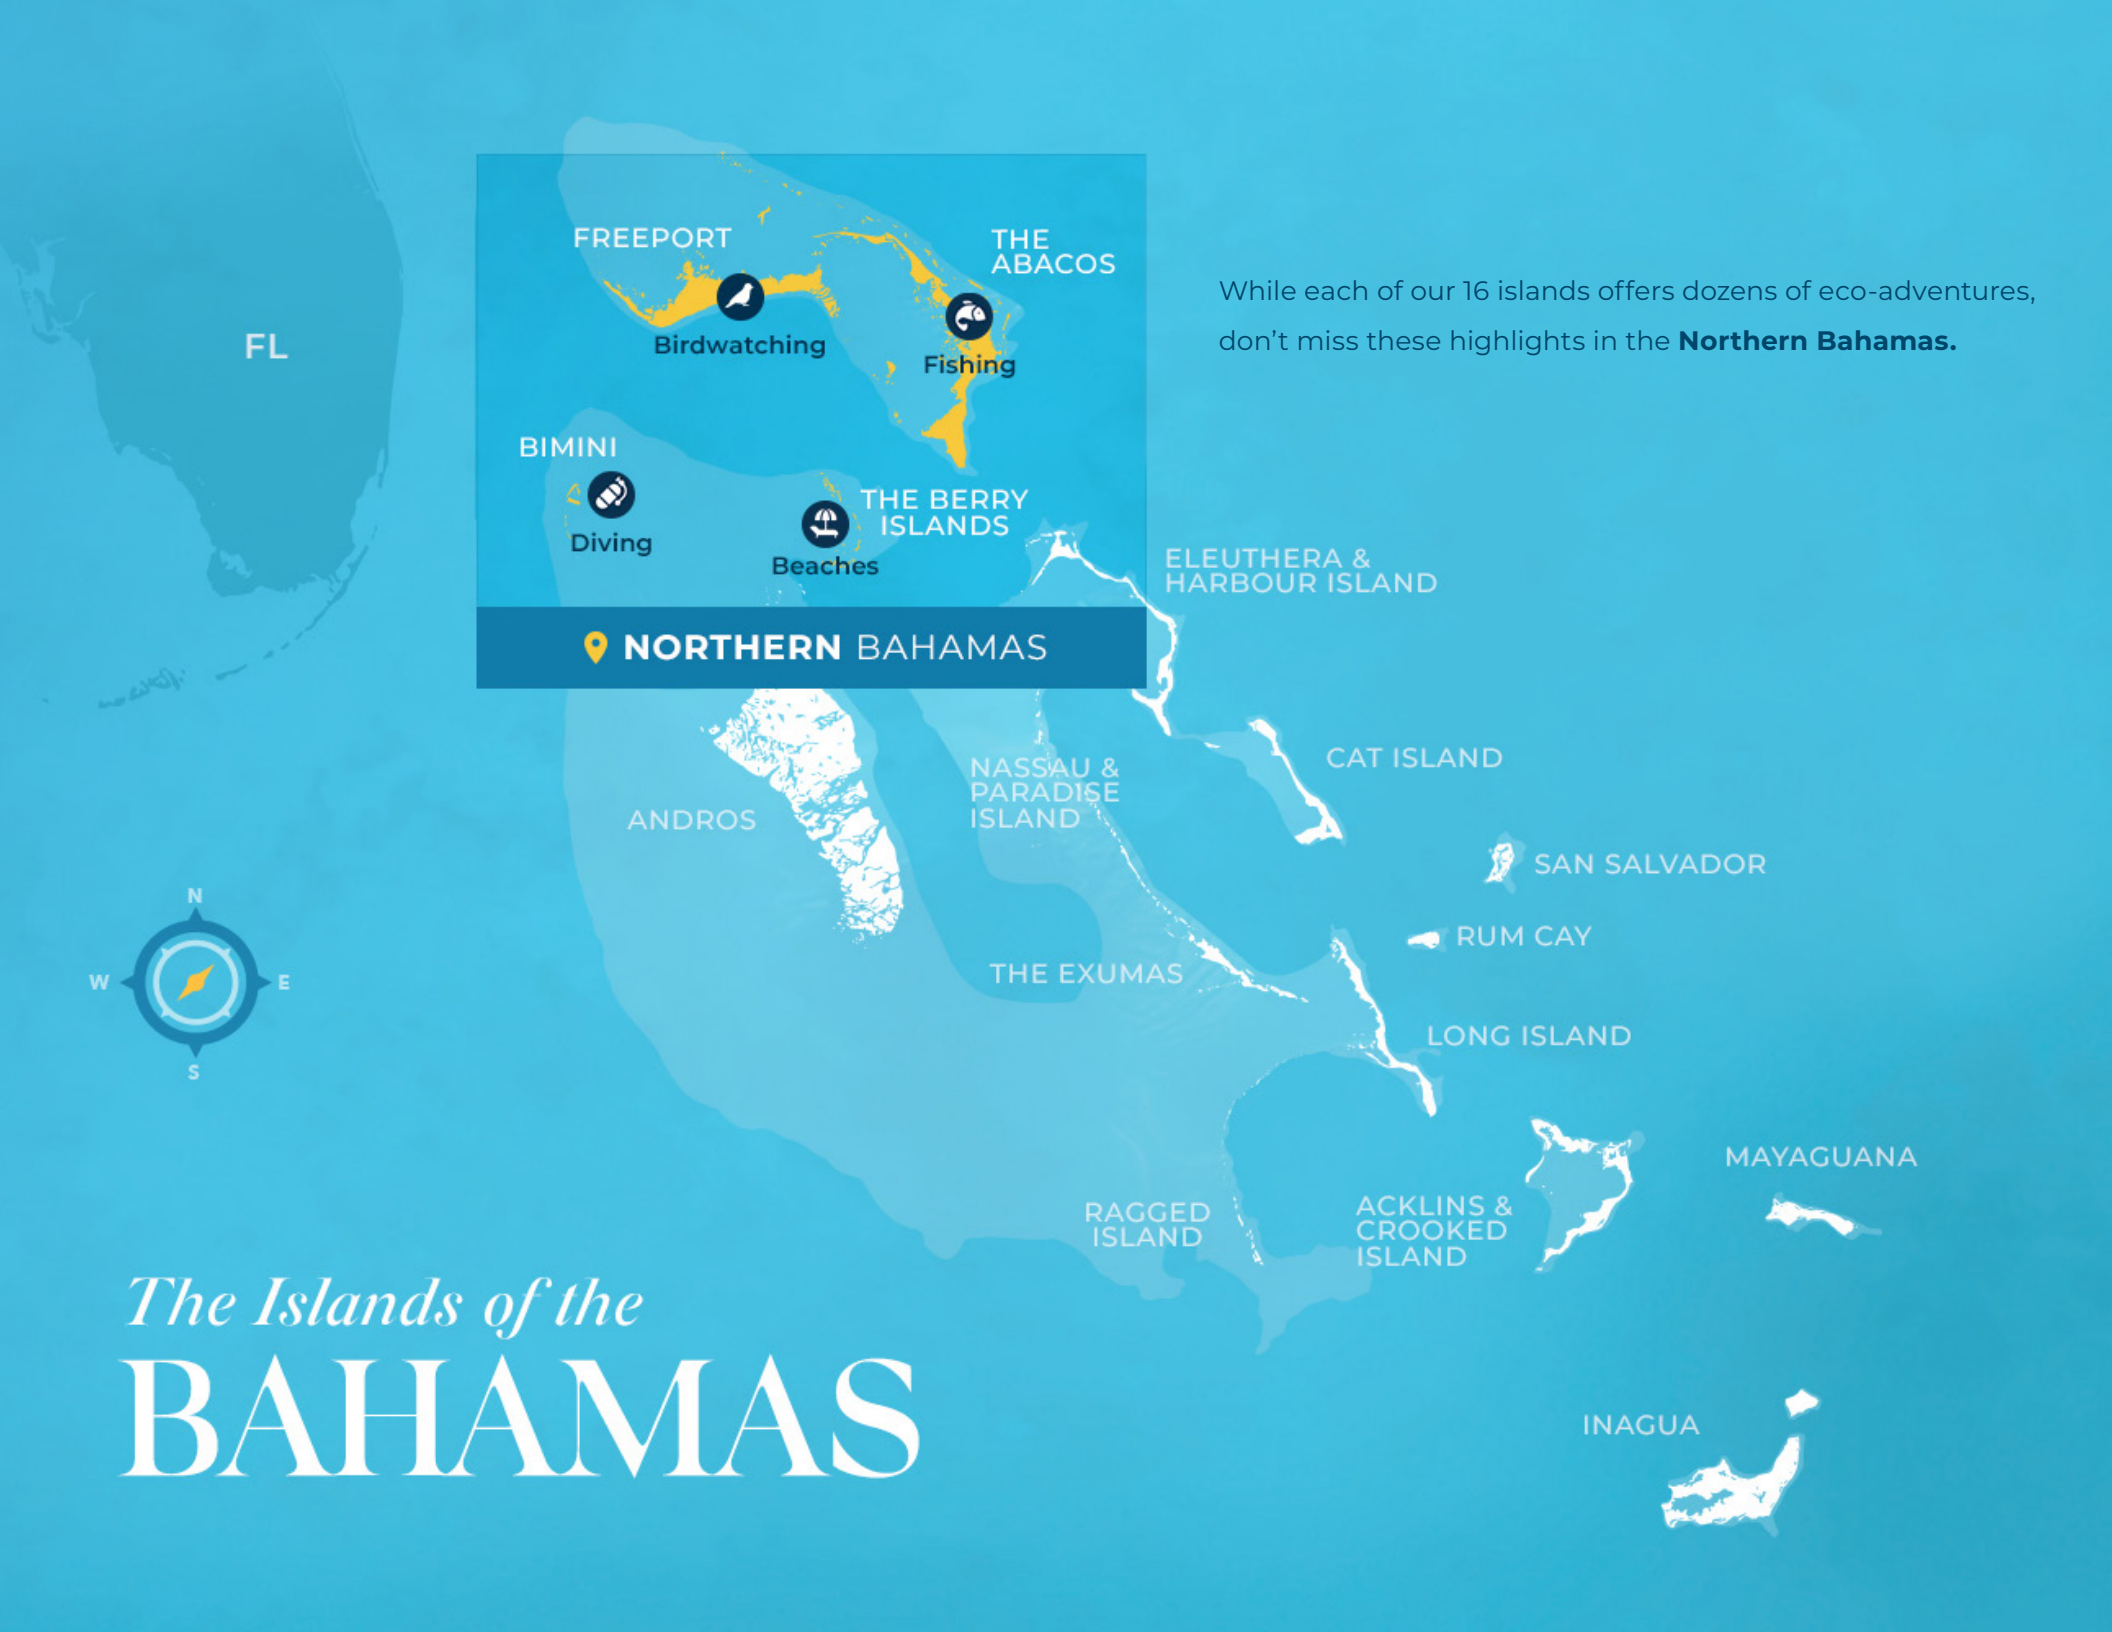 FREEPORT
THE
ABACOS
Birdwatching
Fishing
While each of our 16 islands offers dozens of eco-adventures,
don't miss these highlights in the Northern Bahamas.
FL
BIMINI
Diving
THE BERRY
ISLANDS
Beaches
NORTHERN BAHAMAS
ELEUTHERA &
HARBOUR ISLAND
CAT ISLAND
NASSAU &
PARADISE
ISLAND
ANDROS
SAN SALVADOR
RUM CAY
THE EXUMAS
LONG ISLAND
N
W
E
S
MAYAGUANA
RAGGED
ISLAND
ACKLINS &
CROOKED
ISLAND
INAGUA
The Islands of the
BAHAMAS